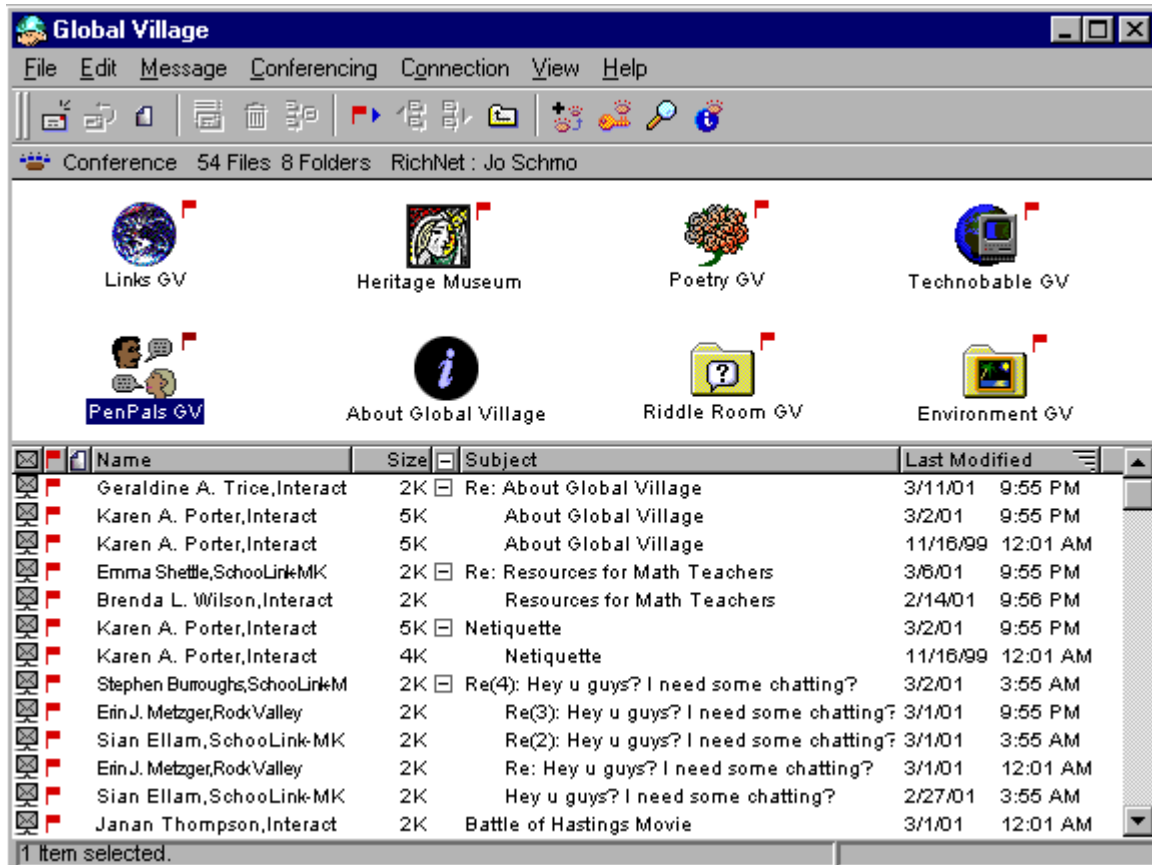 Global Village
File Edit Message Conferencing Connection View Help
Conference 54 Files 8 Folders RichNet : Jo Schmo
Links GV Heritage Museum Poetry GV Technobable GV
PenPals GV About Global Village Riddle Room GV Environment GV
Name Size Subject Last Modified
Geraldine A. Trice,Interact 2K Re: About Global Village 3/11/01 9:55 PM
Karen A. Porter,Interact 5K About Global Village 3/2/01 9:55 PM
Karen A. Porter,Interact 5K About Global Village 11/16/99 12:01 AM
Emma Shettle,SchooLink-MK 2K Re: Resources for Math Teachers 3/6/01 9:55 PM
Brenda L. Wilson,Interact 2K Resources for Math Teachers 2/14/01 9:56 PM
Karen A. Porter,Interact 5K Netiquette 3/2/01 9:55 PM
Karen A. Porter,Interact 4K Netiquette 11/16/99 12:01 AM
Stephen Burroughs,SchooLink-M 2K Re(4): Hey u guys? I need some chatting? 3/2/01 3:55 AM
Erin J. Metzger,Rock Valley 2K Re(3): Hey u guys? I need some chatting? 3/1/01 9:55 PM
Sian Ellam,SchooLink-MK 2K Re(2): Hey u guys? I need some chatting? 3/1/01 3:55 AM
Erin J. Metzger,Rock Valley 2K Re: Hey u guys? I need some chatting? 3/1/01 12:01 AM
Sian Ellam,SchooLink-MK 2K Hey u guys? I need some chatting? 2/27/01 3:55 AM
Janan Thompson,Interact 2K Battle of Hastings Movie 3/1/01 12:01 AM
1 Item selected.